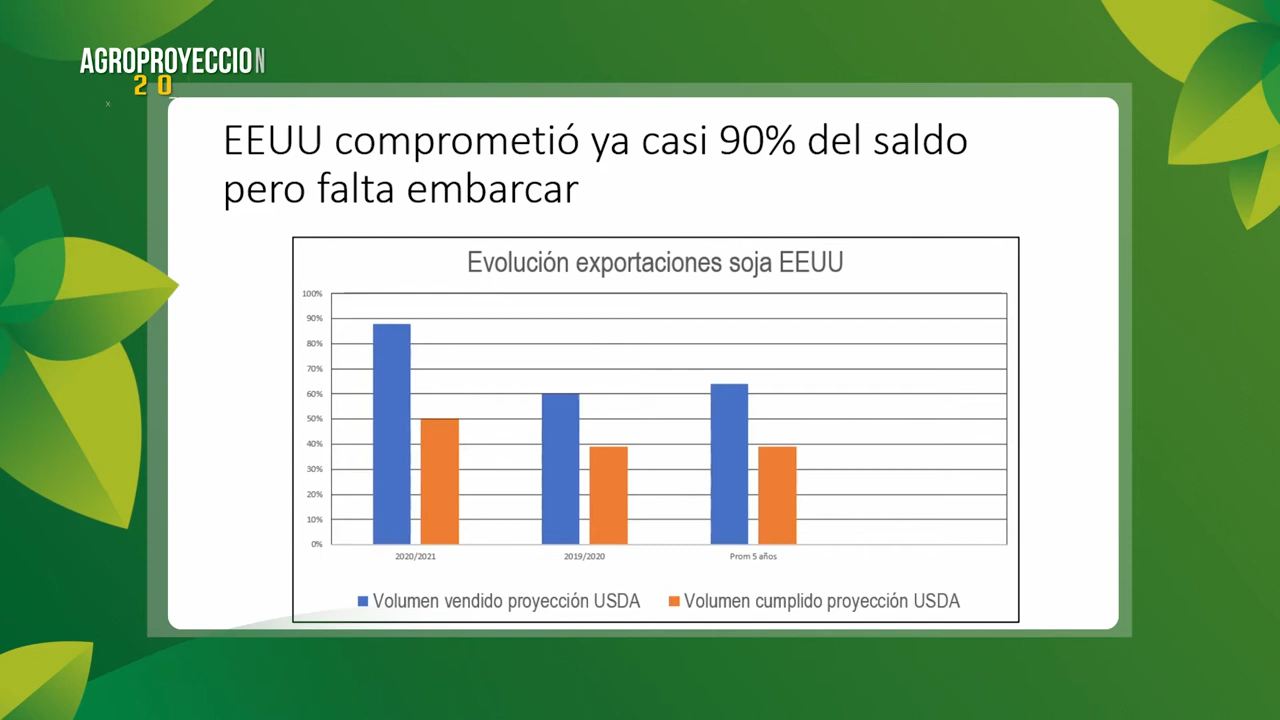 AGROPROYECCION
20
x
EEUU comprometió ya casi 90% del saldo
pero falta embarcar
Evolución exportaciones soja EEUU
100%
90%
80%
70%
60%
50%
40%
30%
20%
10%
0%
2020/2021 2019/2020 Prom 5 años
Volumen vendido proyección USDA Volumen cumplido proyección USDA